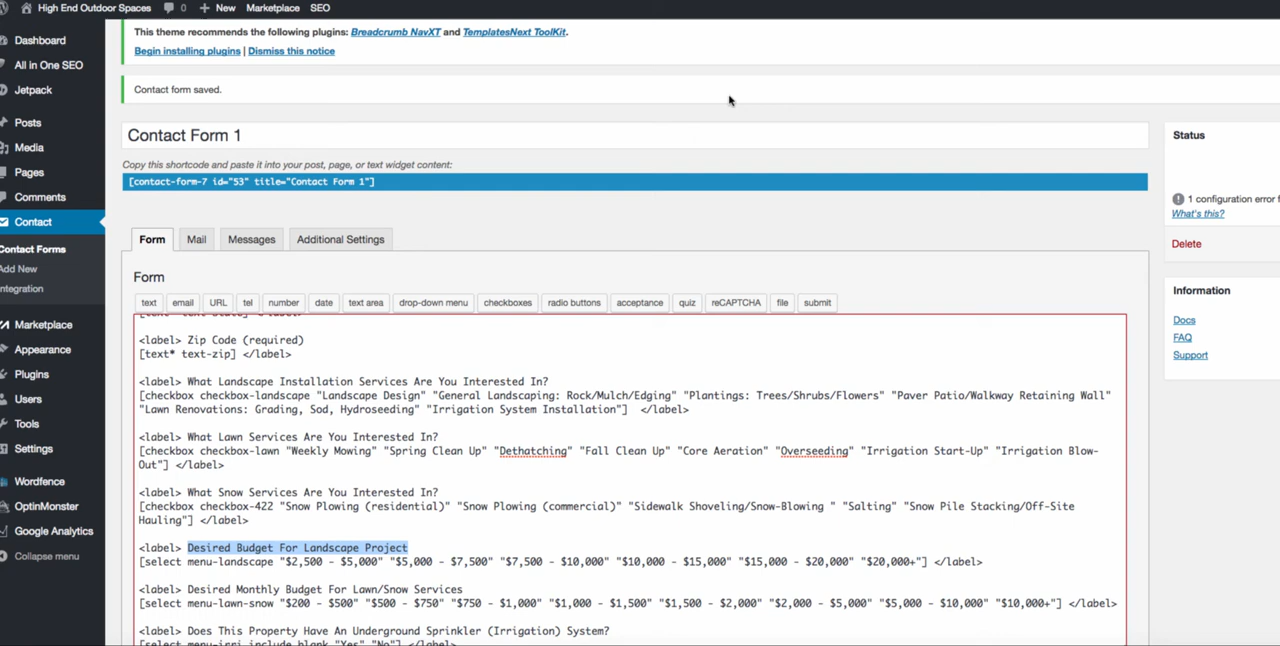 High End Outdoor Spaces 0 New Marketplace SEO
Dashboard
All in One SEO
Jetpack
Posts
Media
Pages
Comments
Contact
Contact Forms
Add New
ntegration
Marketplace
Appearance
Plugins
Users
Tools
Settings
Wordfence
OptinMonster
Google Analytics
Collapse menu
This theme recommends the following plugins: Breadcrumb NavXT and TemplatesNext ToolKit.
Begin installing plugins | Dismiss this notice
Contact form saved.
Contact Form 1
Copy this shortcode and paste it into your post, page, or text widget content:
[contact-form-7 id="53" title="Contact Form 1"]
Form Mail Messages Additional Settings
Form
text email URL tel number date text area drop-down menu checkboxes radio buttons acceptance quiz reCAPTCHA file submit
<label> Zip Code (required)
[text* text-zip] </label>
<label> What Landscape Installation Services Are You Interested In?
[checkbox checkbox-landscape "Landscape Design" "General Landscaping: Rock/Mulch/Edging" "Plantings: Trees/Shrubs/Flowers" "Paver Patio/Walkway Retaining Wall"
"Lawn Renovations: Grading, Sod, Hydroseeding" "Irrigation System Installation"]  </label>
<label> What Lawn Services Are You Interested In?
[checkbox checkbox-lawn "Weekly Mowing" "Spring Clean Up" "Dethatching" "Fall Clean Up" "Core Aeration" "Overseeding" "Irrigation Start-Up" "Irrigation Blow-
Out"] </label>
<label> What Snow Services Are You Interested In?
[checkbox checkbox-422 "Snow Plowing (residential)" "Snow Plowing (commercial)" "Sidewalk Shoveling/Snow-Blowing " "Salting" "Snow Pile Stacking/Off-Site
Hauling"] </label>
<label> Desired Budget For Landscape Project
[select menu-landscape "$2,500 - $5,000" "$5,000 - $7,500" "$7,500 - $10,000" "$10,000 - $15,000" "$15,000 - $20,000" "$20,000+"] </label>
<label> Desired Monthly Budget For Lawn/Snow Services
[select menu-lawn-snow "$200 - $500" "$500 - $750" "$750 - $1,000" "$1,000 - $1,500" "$1,500 - $2,000" "$2,000 - $5,000" "$5,000 - $10,000" "$10,000+"] </label>
<label> Does This Property Have An Underground Sprinkler (Irrigation) System?
[select menu-irri include_blank "Yes" "No"] </label>
Status
1 configuration error f
What's this?
Delete
Information
Docs
FAQ
Support